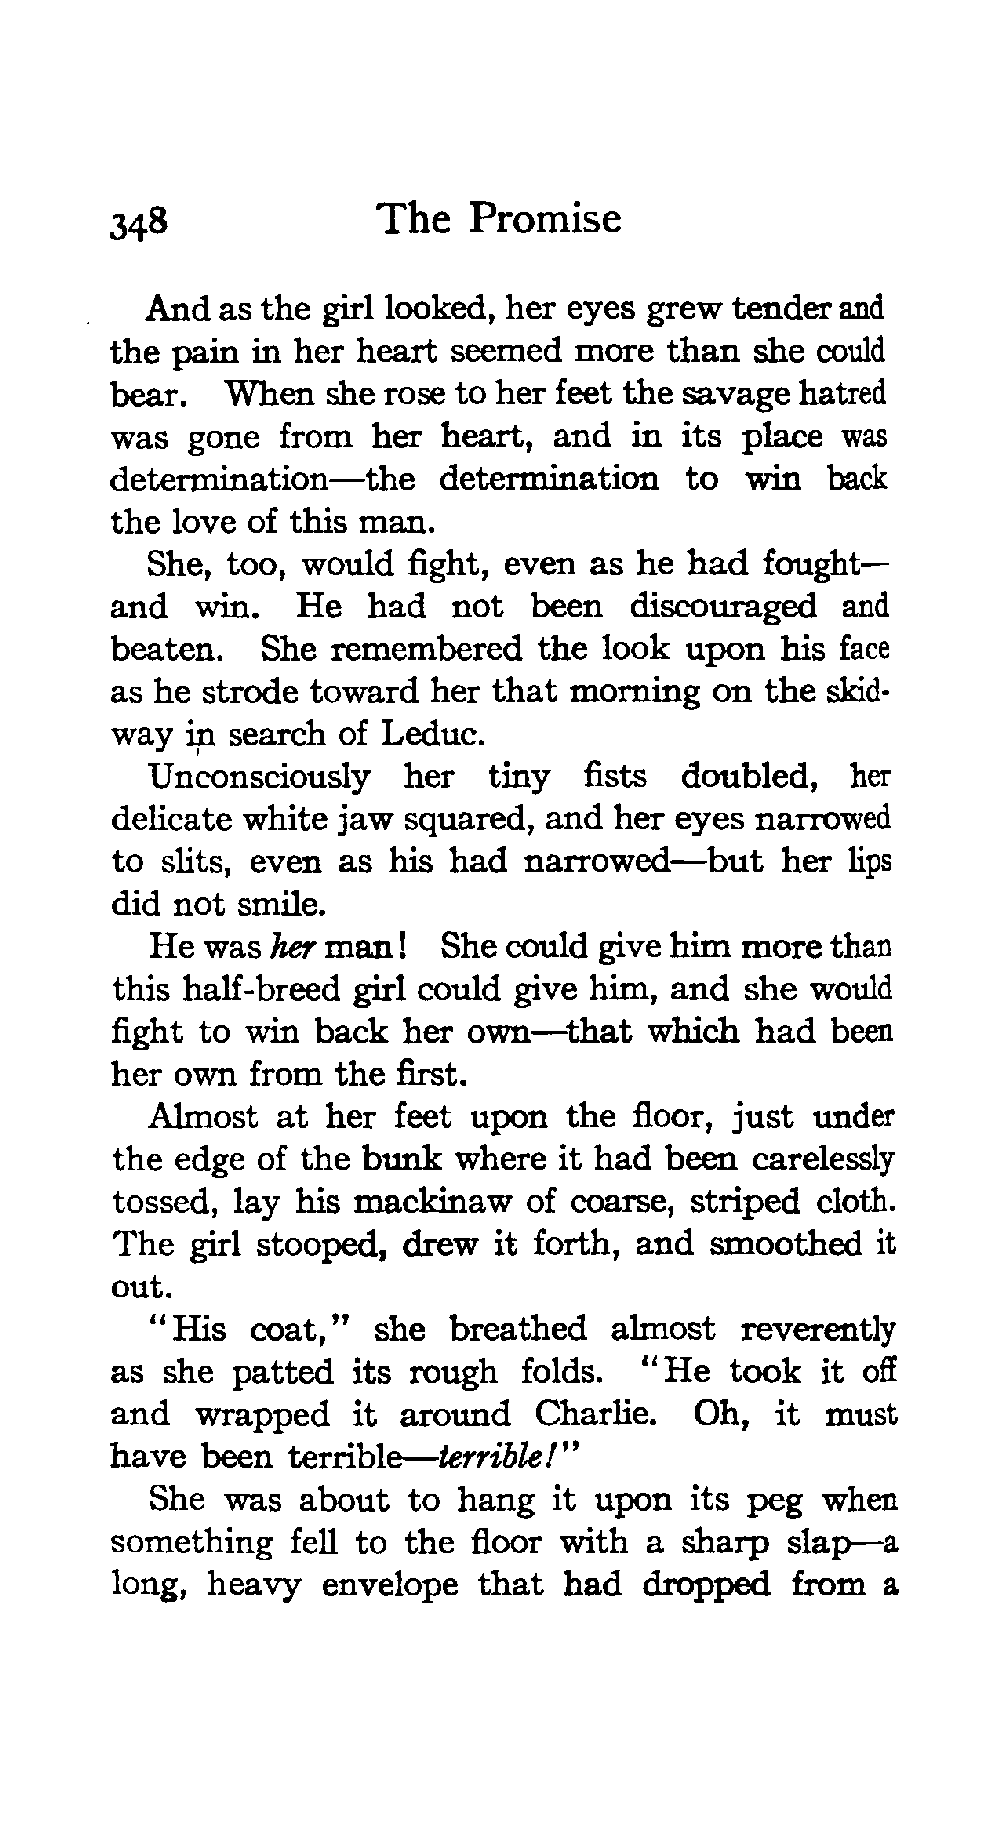 348 The Promise
And as the girl looked, her eyes grew tender and
the pain in her heart seemed more than she could
bear. When she rose to her feet the savage hatred
was gone from her heart, and in its place was
determination—the determination to win back
the love of this man.
She, too, would fight, even as he had fought—
and win. He had not been discouraged and
beaten. She remembered the look upon his face
as he strode toward her that morning on the skid-
way in search of Leduc.
Unconsciously her tiny fists doubled, her
delicate white jaw squared, and her eyes narrowed
to slits, even as his had narrowed—but her lips
did not smile.
He was her man! She could give him more than
this half-breed girl could give him, and she would
fight to win back her own—that which had been
her own from the first.
Almost at her feet upon the floor, just under
the edge of the bunk where it had been carelessly
tossed, lay his mackinaw of coarse, striped cloth.
The girl stooped, drew it forth, and smoothed it
out.
"His coat," she breathed almost reverently
as she patted its rough folds. "He took it off
and wrapped it around Charlie. Oh, it must
have been terrible—terrible!"
She was about to hang it upon its peg when
something fell to the floor with a sharp slap—a
long, heavy envelope that had dropped from a